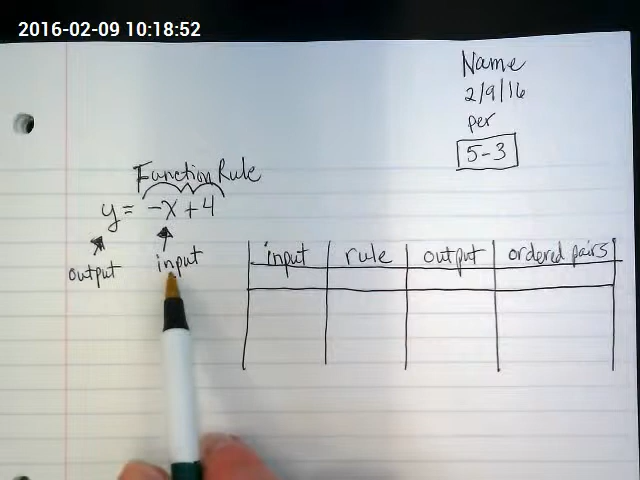 2016-02-09 10:18:52
Name
2/9/16
per
5-3
Function Rule
y = -x + 4
output
input
input rule output ordered pairs